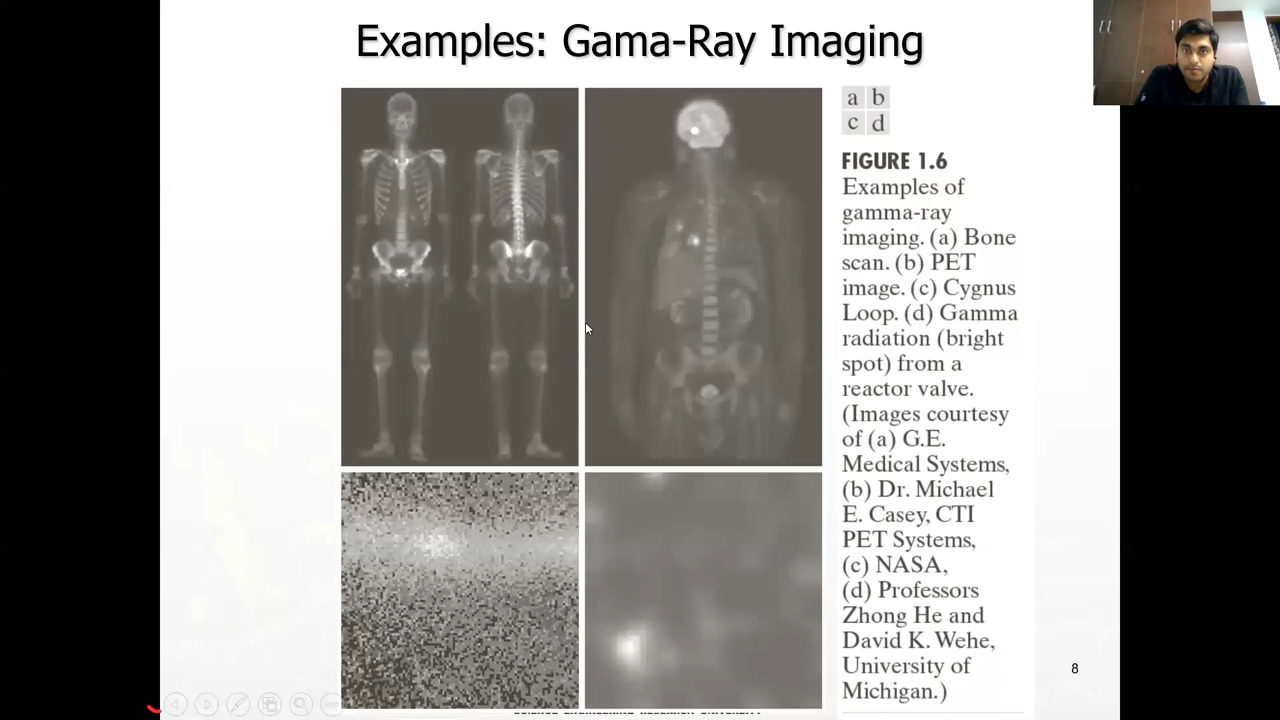 Examples: Gama-Ray Imaging
a b
c d
FIGURE 1.6
Examples of
gamma-ray
imaging. (a) Bone
scan. (b) PET
image. (c) Cygnus
Loop. (d) Gamma
radiation (bright
spot) from a
reactor valve.
(Images courtesy
of (a) G.E.
Medical Systems,
(b) Dr. Michael
E. Casey, CTI
PET Systems,
(c) NASA,
(d) Professors
Zhong He and
David K. Wehe,
University of
Michigan.)
8